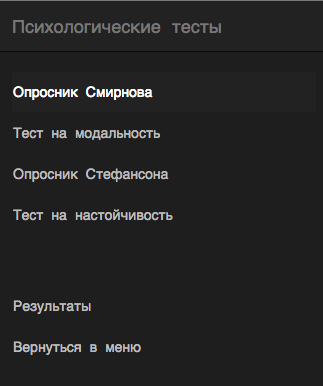 Психологические тесты
Опросник Смирнова
Тест на модальность
Опросник Стефансона
Тест на настойчивость
Результаты
Вернуться в меню